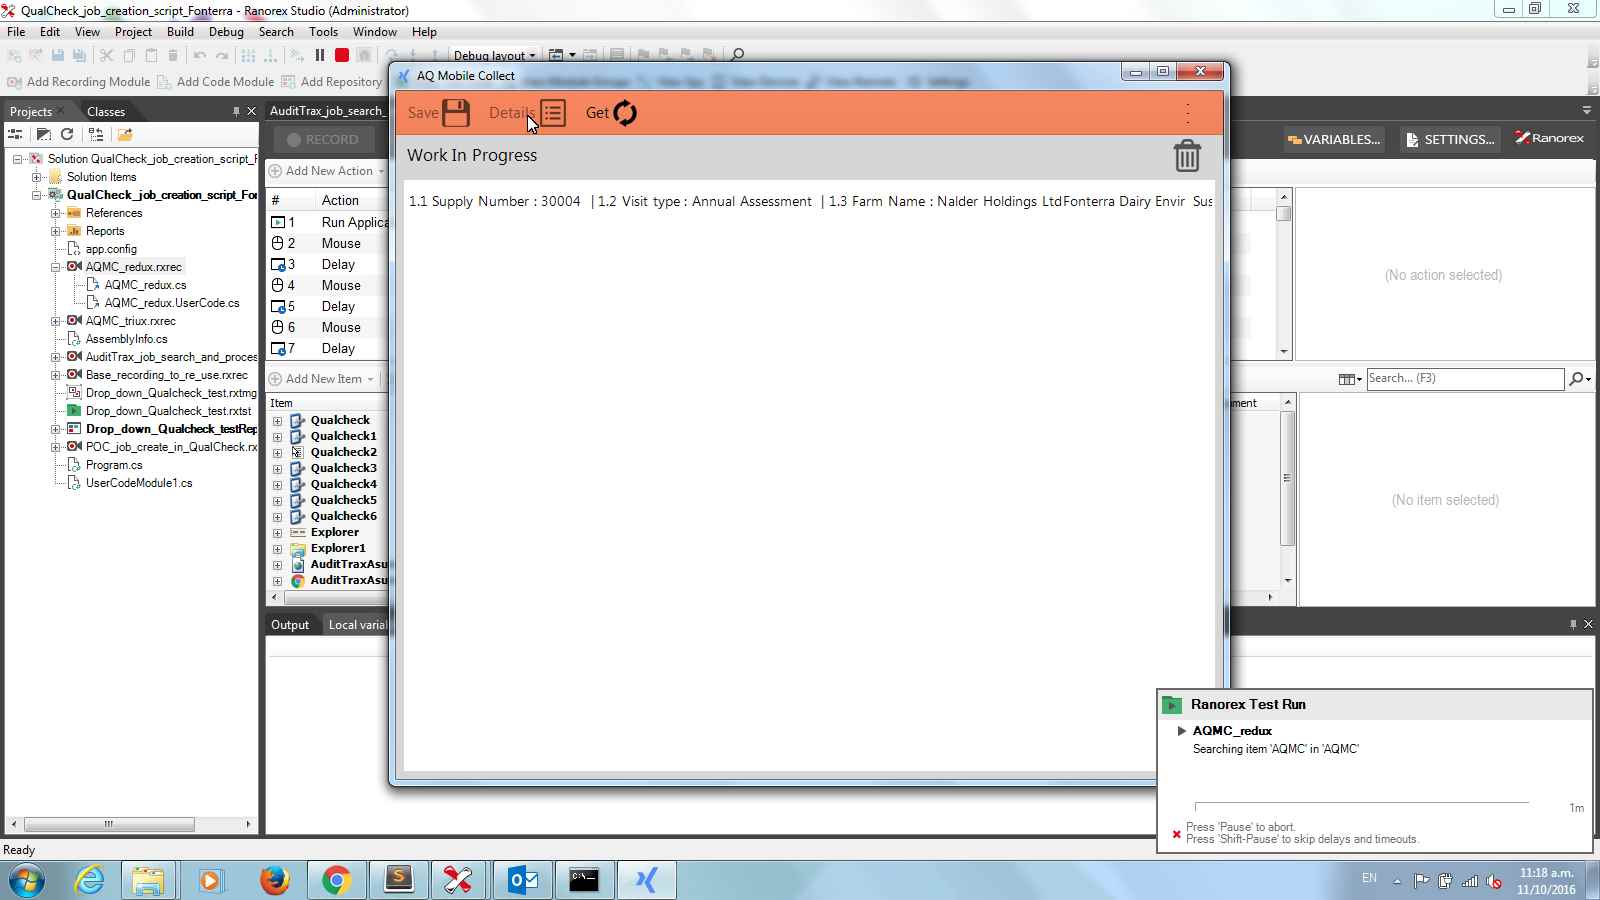 QualCheck_job_creation_script_Fonterra - Ranorex Studio (Administrator)
File Edit View Project Build Debug Search Tools Window Help
Debug layout
Add Recording Module Add Code Module Add Repository
Settings
Projects Classes
AuditTrax_job_search_
RECORD
VARIABLES... SETTINGS... Ranorex
Add New Action
# Action
1 Run Applica
2 Mouse
3 Delay
4 Mouse
5 Delay
6 Mouse
7 Delay
(No action selected)
Solution QualCheck_job_creation_script_F
Solution Items
QualCheck_job_creation_script_For
References
Reports
app.config
AQMC_redux.rxrec
AQMC_redux.cs
AQMC_redux.UserCode.cs
AQMC_triux.rxrec
AssemblyInfo.cs
AuditTrax_job_search_and_proces
Base_recording_to_re_use.rxrec
Drop_down_Qualcheck_test.rxtmg
Drop_down_Qualcheck_test.rxtst
Drop_down_Qualcheck_testRep
POC_job_create_in_QualCheck.rx
Program.cs
UserCodeModule1.cs
Add New Item
Search... (F3)
Item
ment
Qualcheck
Qualcheck1
Qualcheck2
Qualcheck3
Qualcheck4
Qualcheck5
Qualcheck6
Explorer
Explorer1
AuditTraxAsu
AuditTraxAsu
(No item selected)
Output Local varial
AQ Mobile Collect
Save Details Get
Work In Progress
1.1 Supply Number : 30004 | 1.2 Visit type : Annual Assessment | 1.3 Farm Name : Nalder Holdings LtdFonterra Dairy Envir Sus
Ranorex Test Run
AQMC_redux
Searching item 'AQMC' in 'AQMC'
1m
Press 'Pause' to abort.
Press 'Shift-Pause' to skip delays and timeouts.
Ready
EN
11:18 a.m.
11/10/2016